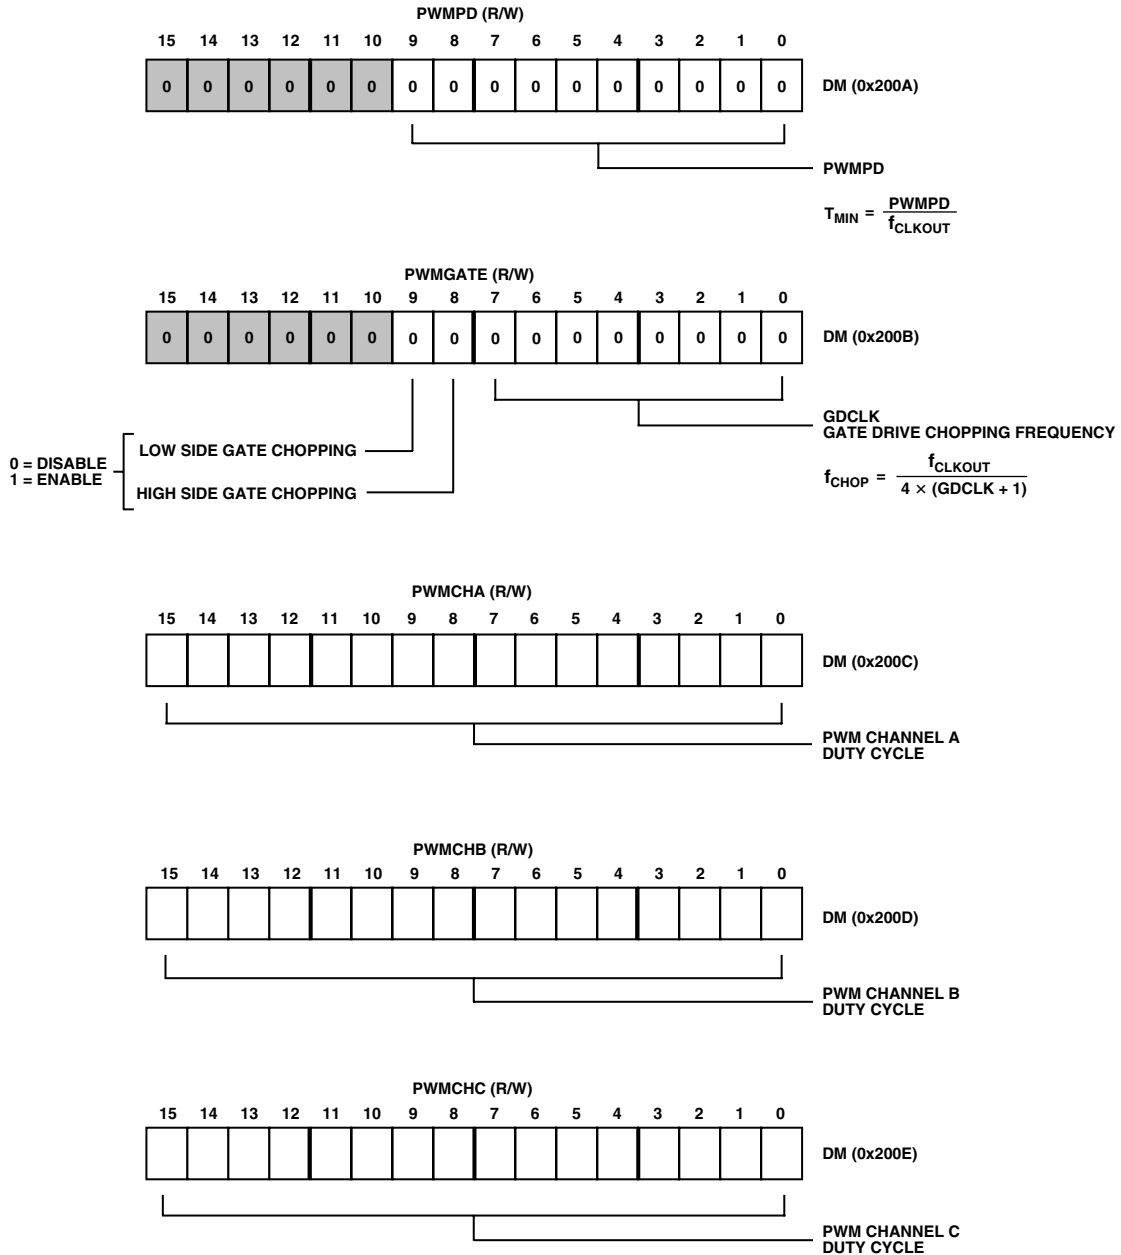 PWMPD (R/W)
15 14 13 12 11 10 9 8 7 6 5 4 3 2 1 0
0 0 0 0 0 0 0 0 0 0 0 0 0 0 0 0 DM (0x200A)
PWMPD
T_MIN = PWMPD / f_CLKOUT
PWMGATE (R/W)
15 14 13 12 11 10 9 8 7 6 5 4 3 2 1 0
0 0 0 0 0 0 0 0 0 0 0 0 0 0 0 0 DM (0x200B)
GDCLK
GATE DRIVE CHOPPING FREQUENCY
f_CHOP = f_CLKOUT / 4 × (GDCLK + 1)
0 = DISABLE
1 = ENABLE
LOW SIDE GATE CHOPPING
HIGH SIDE GATE CHOPPING
PWMCHA (R/W)
15 14 13 12 11 10 9 8 7 6 5 4 3 2 1 0
DM (0x200C)
PWM CHANNEL A
DUTY CYCLE
PWMCHB (R/W)
15 14 13 12 11 10 9 8 7 6 5 4 3 2 1 0
DM (0x200D)
PWM CHANNEL B
DUTY CYCLE
PWMCHC (R/W)
15 14 13 12 11 10 9 8 7 6 5 4 3 2 1 0
DM (0x200E)
PWM CHANNEL C
DUTY CYCLE